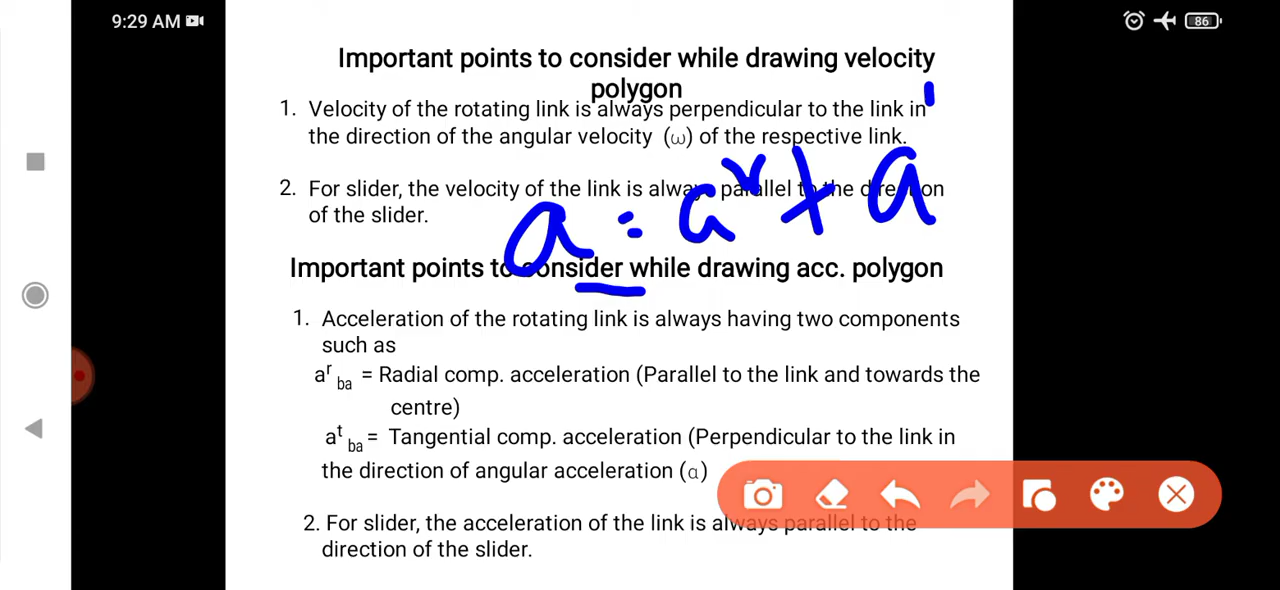 9:29 AM
86
Important points to consider while drawing velocity
polygon
1. Velocity of the rotating link is always perpendicular to the link in
the direction of the angular velocity (ω) of the respective link.
2. For slider, the velocity of the link is always parallel to the direction
of the slider.
a = aʳ + a
Important points to consider while drawing acc. polygon
1. Acceleration of the rotating link is always having two components
such as
aʳ ba = Radial comp. acceleration (Parallel to the link and towards the
centre)
aᵗ ba = Tangential comp. acceleration (Perpendicular to the link in
the direction of angular acceleration (α)
2. For slider, the acceleration of the link is always parallel to the
direction of the slider.